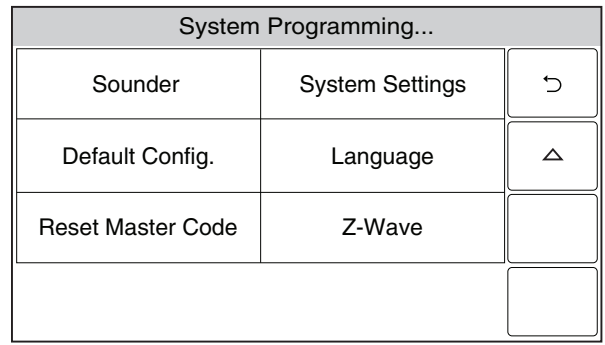 System Programming...
Sounder
System Settings
Default Config.
Language
Reset Master Code
Z-Wave